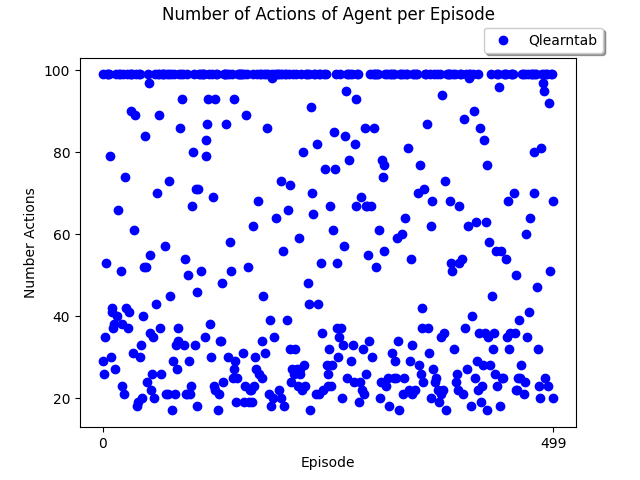 Number of Actions of Agent per Episode
Qlearntab
100
80
60
40
20
Number Actions
0
499
Episode